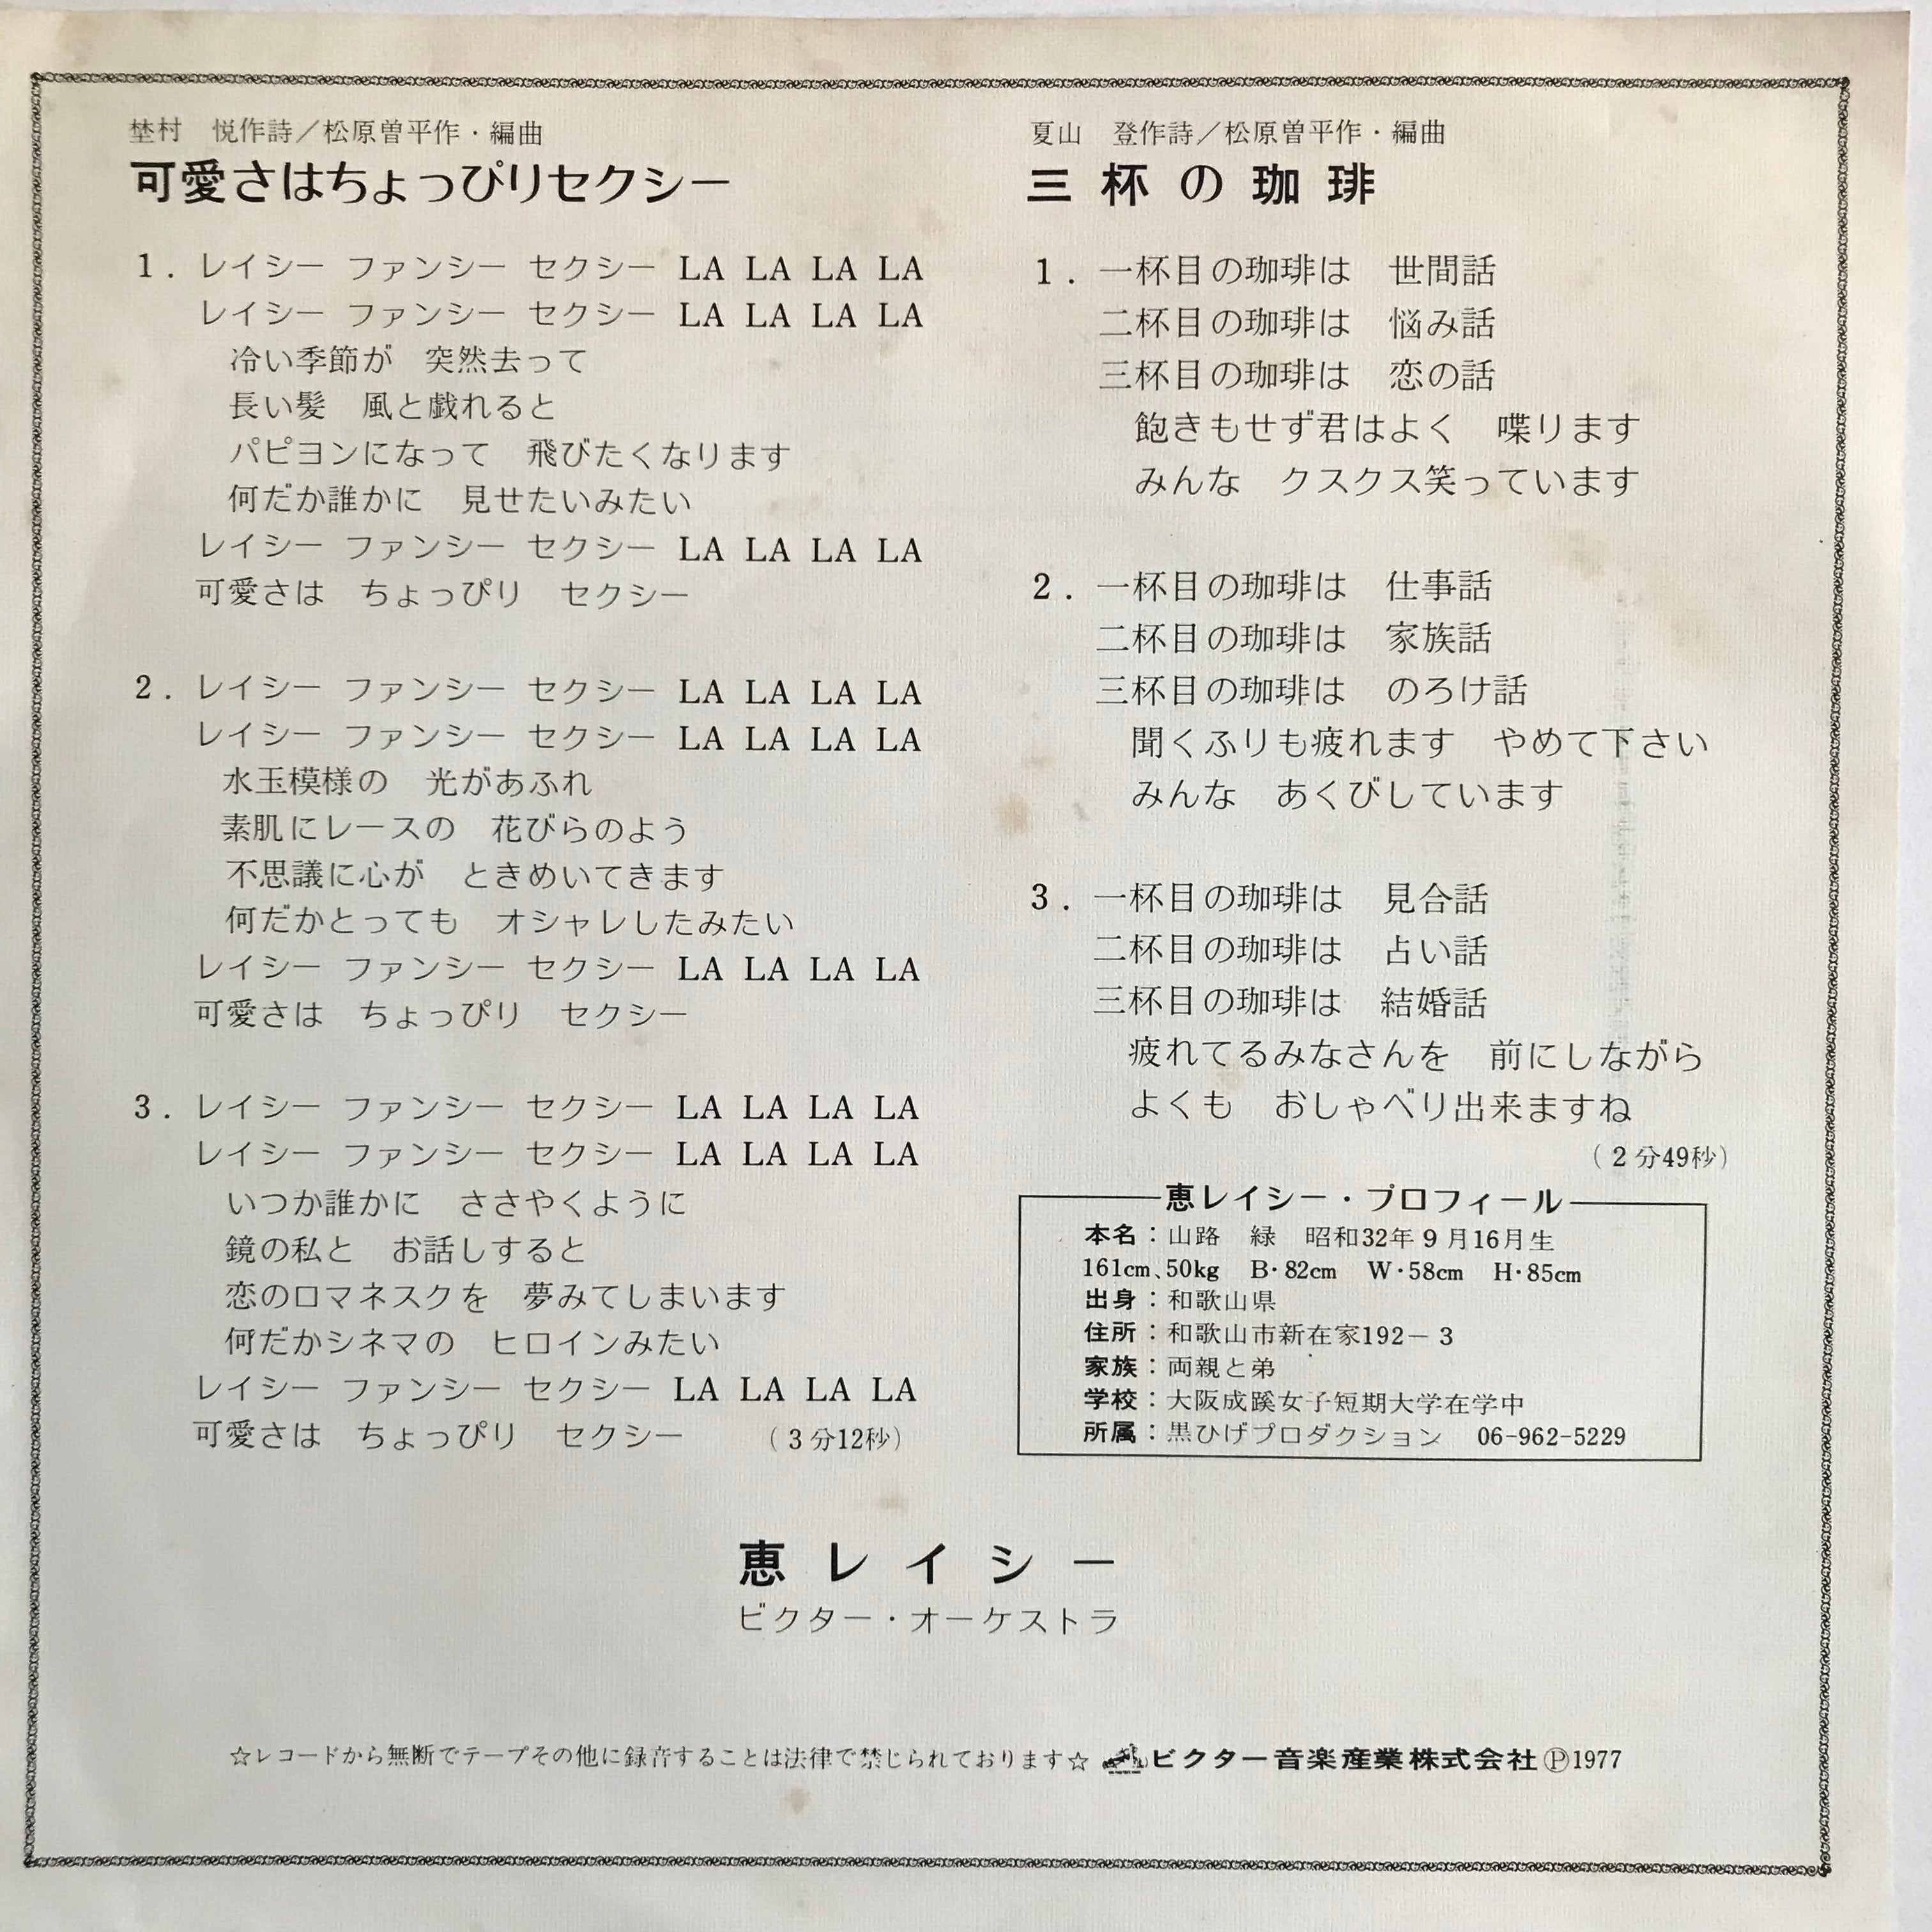 埜村　悦作詩／松原曽平作・編曲
可愛さはちょっぴりセクシー
1．レイシー ファンシー セクシー LA LA LA LA
レイシー ファンシー セクシー LA LA LA LA
冷い季節が　突然去って
長い髪　風と戯れると
パピヨンになって　飛びたくなります
何だか誰かに　見せたいみたい
レイシー ファンシー セクシー LA LA LA LA
可愛さは　ちょっぴり　セクシー
2．レイシー ファンシー セクシー LA LA LA LA
レイシー ファンシー セクシー LA LA LA LA
水玉模様の　光があふれ
素肌にレースの　花びらのよう
不思議に心が　ときめいてきます
何だかとっても　オシャレしたみたい
レイシー ファンシー セクシー LA LA LA LA
可愛さは　ちょっぴり　セクシー
3．レイシー ファンシー セクシー LA LA LA LA
レイシー ファンシー セクシー LA LA LA LA
いつか誰かに　ささやくように
鏡の私と　お話しすると
恋のロマネスクを　夢みてしまいます
何だかシネマの　ヒロインみたい
レイシー ファンシー セクシー LA LA LA LA
可愛さは　ちょっぴり　セクシー　（3分12秒）
夏山　登作詩／松原曽平作・編曲
三杯の珈琲
1．一杯目の珈琲は　世間話
二杯目の珈琲は　悩み話
三杯目の珈琲は　恋の話
飽きもせず君はよく　喋ります
みんな　クスクス笑っています
2．一杯目の珈琲は　仕事話
二杯目の珈琲は　家族話
三杯目の珈琲は　のろけ話
聞くふりも疲れます　やめて下さい
みんな　あくびしています
3．一杯目の珈琲は　見合話
二杯目の珈琲は　占い話
三杯目の珈琲は　結婚話
疲れてるみなさんを　前にしながら
よくも　おしゃべり出来ますね
（2分49秒）
恵レイシー・プロフィール
本名：山路　緑　昭和32年9月16月生
161cm、50kg　B・82cm　W・58cm　H・85cm
出身：和歌山県
住所：和歌山市新在家192－3
家族：両親と弟
学校：大阪成蹊女子短期大学在学中
所属：黒ひげプロダクション　06-962-5229
恵レイシー
ビクター・オーケストラ
☆レコードから無断でテープその他に録音することは法律で禁じられております☆ ビクター音楽産業株式会社Ⓟ1977